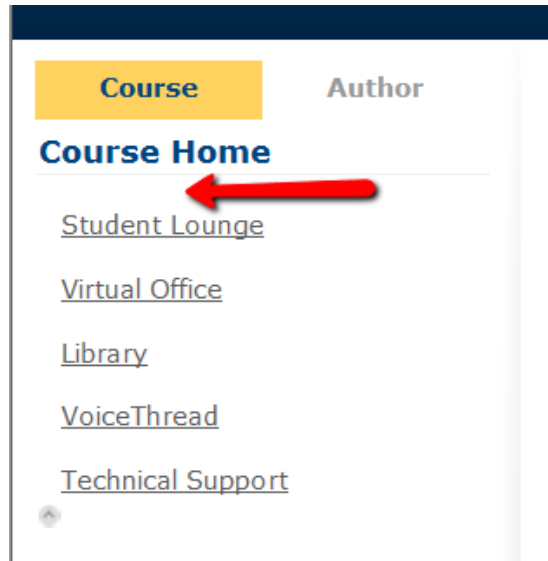 Course Author
Course Home
Student Lounge
Virtual Office
Library
VoiceThread
Technical Support